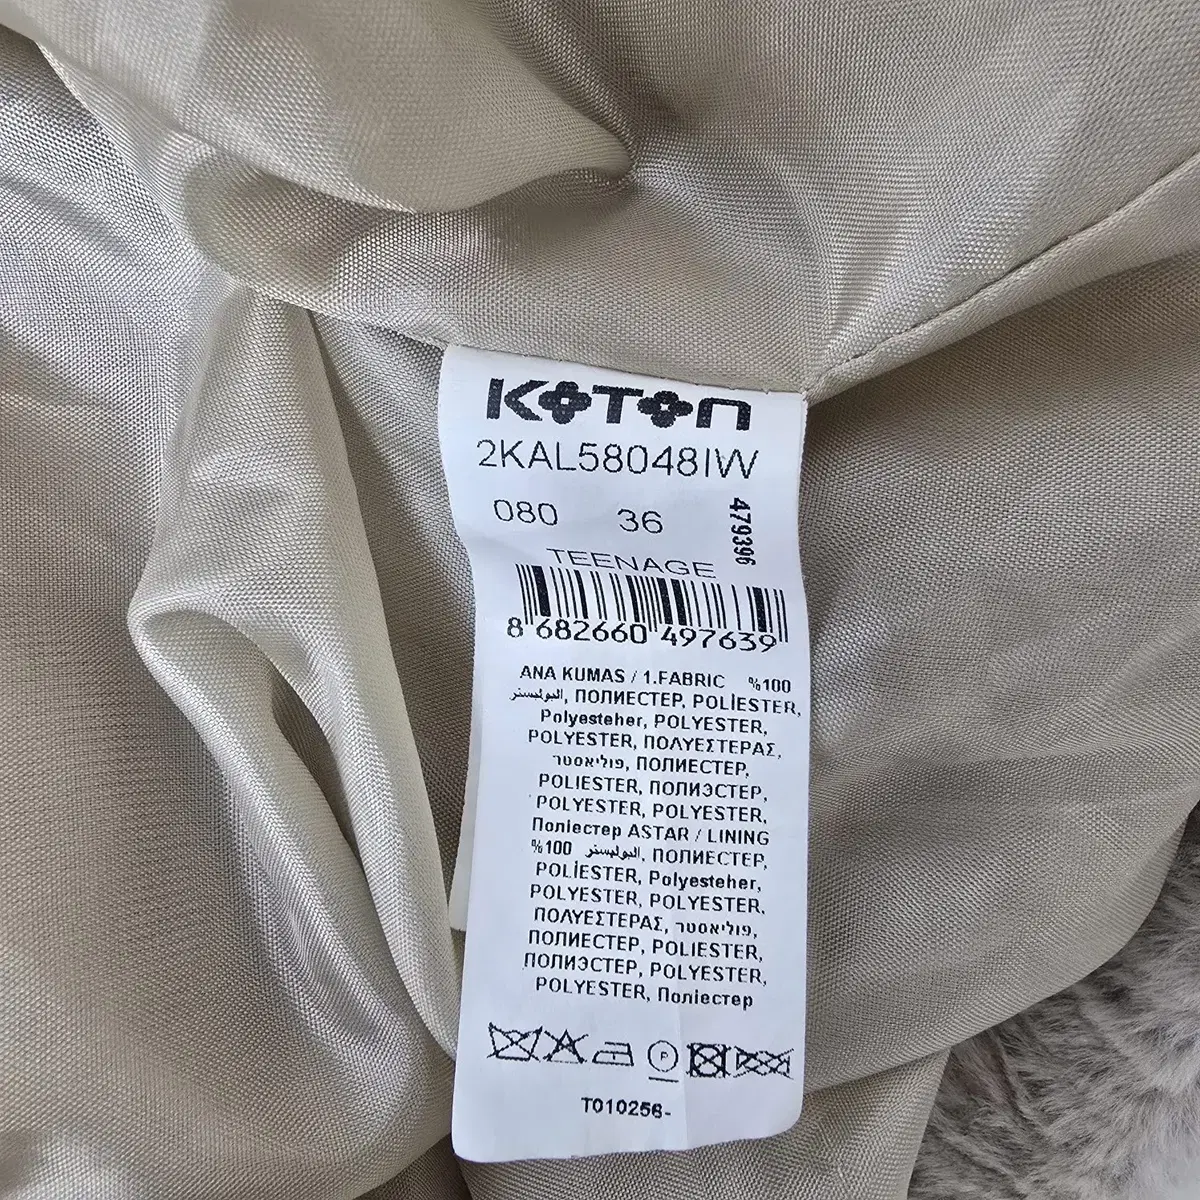 KOTON
2KAL58048IW
080 36
479396
TEENAGE
8 682660 497639
ANA KUMAS / 1.FABRIC %100
البوليستر, ПОЛИЕСТЕР, POLİESTER,
Polyesteher, POLYESTER,
POLYESTER, ΠΟΛΥΕΣΤΕΡΑΣ,
פוליאסטר, ПОЛИЕСТЕР,
POLIESTER, ПОЛИЭСТЕР,
POLYESTER, POLYESTER,
Поліестер ASTAR / LINING
%100 البوليستر, ПОЛИЕСТЕР,
POLİESTER, Polyesteher,
POLYESTER, POLYESTER,
ΠΟΛΥΕΣΤΕΡΑΣ, פוליאסטר,
ПОЛИЕСТЕР, POLIESTER,
ПОЛИЭСТЕР, POLYESTER,
POLYESTER, Поліестер
P
T010256-